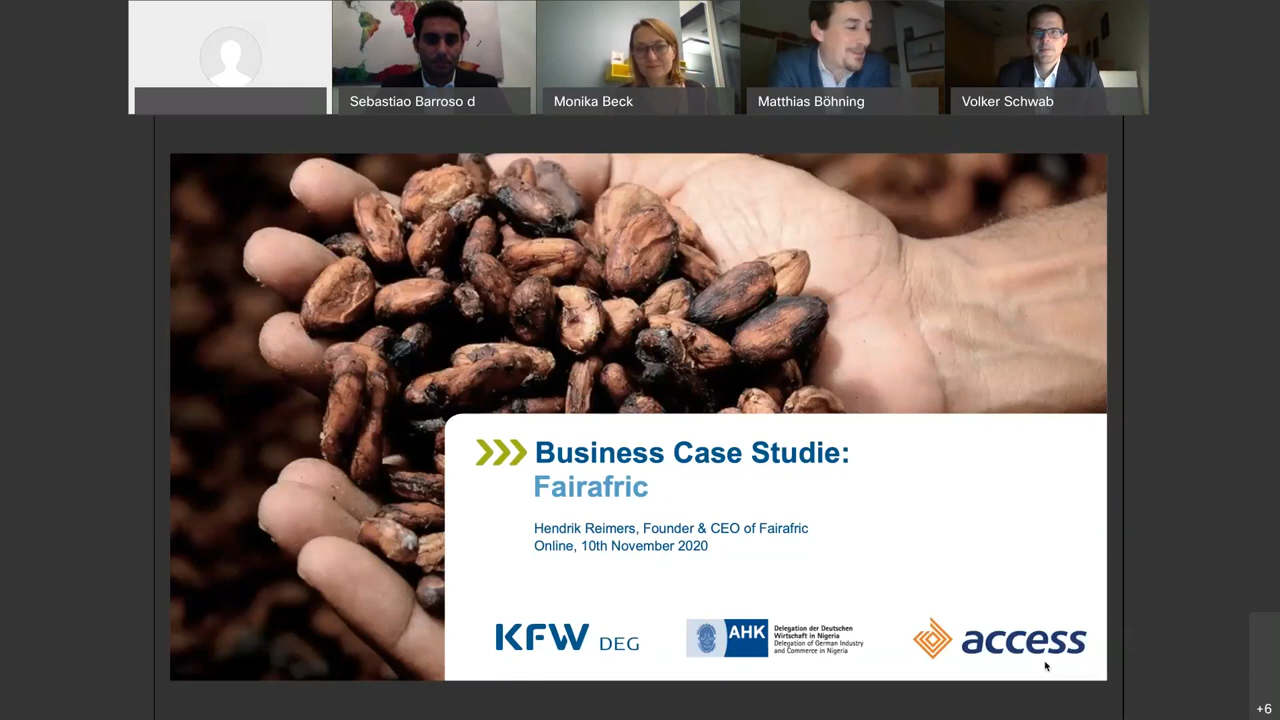 Sebastiao Barroso d
Monika Beck
Matthias Böhning
Volker Schwab
Business Case Studie:
Fairafric
Hendrik Reimers, Founder & CEO of Fairafric
Online, 10th November 2020
KFW DEG
AHK
Delegation der Deutschen
Wirtschaft in Nigeria
Delegation of German Industry
and Commerce in Nigeria
access
+6